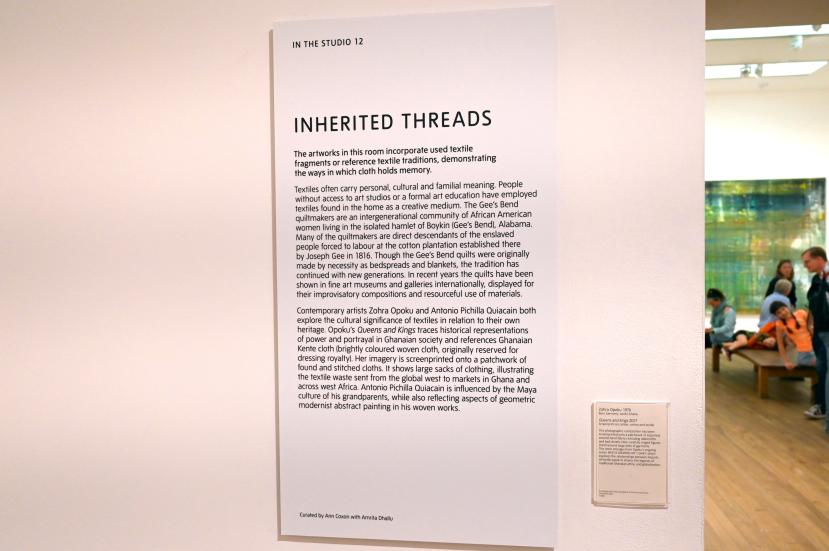 IN THE STUDIO 12
INHERITED THREADS
The artworks in this room incorporate used textile
fragments or reference textile traditions, demonstrating
the ways in which cloth holds memory.
Textiles often carry personal, cultural and familial meaning. People
without access to art studios or a formal art education have employed
textiles found in the home as a creative medium. The Gee's Bend
quiltmakers are an intergenerational community of African American
women living in the isolated hamlet of Boykin (Gee's Bend), Alabama.
Many of the quiltmakers are direct descendants of the enslaved
people forced to labour at the cotton plantation established there
by Joseph Gee in 1816. Though the Gee's Bend quilts were originally
made by necessity as bedspreads and blankets, the tradition has
continued with new generations. In recent years the quilts have been
shown in fine art museums and galleries internationally, displayed for
their improvisatory compositions and resourceful use of materials.
Contemporary artists Zohra Opoku and Antonio Pichilla Quiacain both
explore the cultural significance of textiles in relation to their own
heritage. Opoku's Queens and Kings traces historical representations
of power and portrayal in Ghanaian society and references Ghanaian
Kente cloth (brightly coloured woven cloth, originally reserved for
dressing royalty). Her imagery is screenprinted onto a patchwork of
found and stitched cloths. It shows large sacks of clothing, illustrating
the textile waste sent from the global west to markets in Ghana and
across west Africa. Antonio Pichilla Quiacain is influenced by the Maya
culture of his grandparents, while also reflecting aspects of geometric
modernist abstract painting in his woven works.
Curated by Ann Coxon with Amrita Dhallu
Zohra Opoku 1976
Queens and Kings 2017